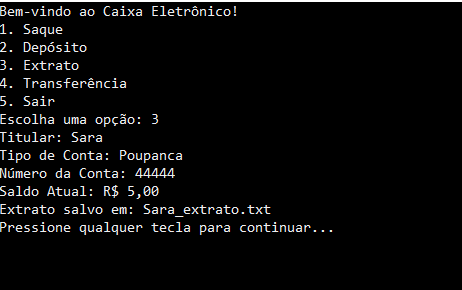 Bem-vindo ao Caixa Eletrônico!
1. Saque
2. Depósito
3. Extrato
4. Transferência
5. Sair
Escolha uma opção: 3
Titular: Sara
Tipo de Conta: Poupanca
Número da Conta: 44444
Saldo Atual: R$ 5,00
Extrato salvo em: Sara_extrato.txt
Pressione qualquer tecla para continuar...